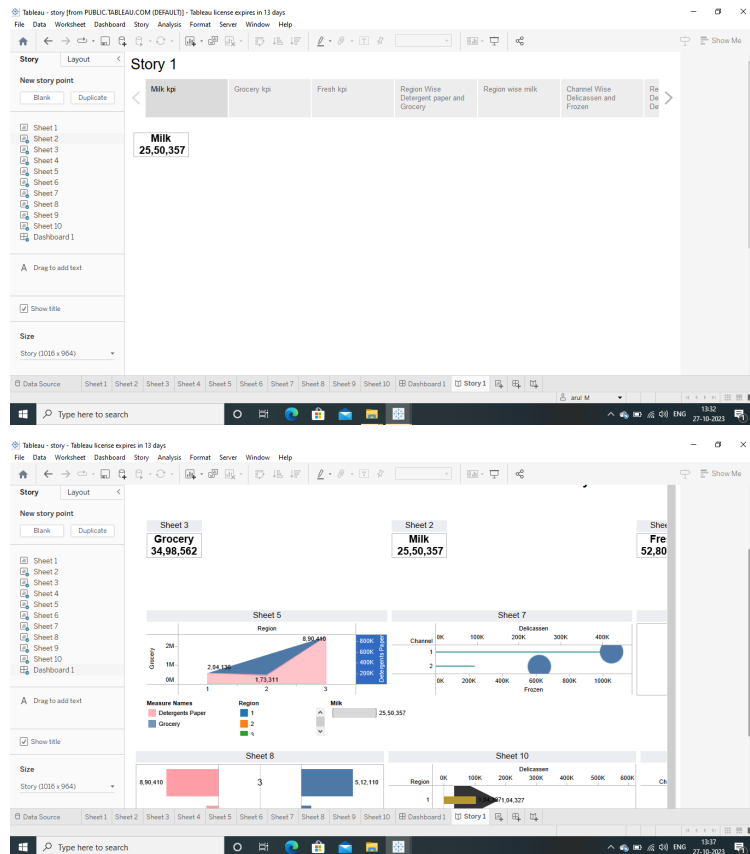 Tableau - story [from PUBLIC.TABLEAU.COM (DEFAULT)] - Tableau license expires in 13 days
File Data Worksheet Dashboard Story Analysis Format Server Window Help
Show Me
Story Layout
New story point
Blank Duplicate
Sheet 1
Sheet 2
Sheet 3
Sheet 4
Sheet 5
Sheet 6
Sheet 7
Sheet 8
Sheet 9
Sheet 10
Dashboard 1
A Drag to add text
Show title
Size
Story (1016 x 964)
Story 1
Milk kpi
Grocery kpi
Fresh kpi
Region Wise
Detergent paper and
Grocery
Region wise milk
Channel Wise
Delicassen and
Frozen
Re
De
De
Milk
25,50,357
Data Source Sheet 1 Sheet 2 Sheet 3 Sheet 4 Sheet 5 Sheet 6 Sheet 7 Sheet 8 Sheet 9 Sheet 10 Dashboard 1 Story 1
arul M
Type here to search
ENG
13:32
27-10-2023
Tableau - story - Tableau license expires in 13 days
File Data Worksheet Dashboard Story Analysis Format Server Window Help
Show Me
Story Layout
New story point
Blank Duplicate
Sheet 1
Sheet 2
Sheet 3
Sheet 4
Sheet 5
Sheet 6
Sheet 7
Sheet 8
Sheet 9
Sheet 10
Dashboard 1
A Drag to add text
Show title
Size
Story (1016 x 964)
Sheet 3
Grocery
34,98,562
Sheet 2
Milk
25,50,357
Shee
Fre
52,80
Sheet 5
Region
Grocery
2M
1M
0M
2,04,136
1,73,311
8,90,410
800K
600K
400K
200K
Detergents Paper
1 2 3
Measure Names
Detergents Paper
Grocery
Region
1
2
3
Milk
25,50,357
Sheet 7
Delicassen
Channel 0K 100K 200K 300K 400K
1
2
0K 200K 400K 600K 800K 1000K
Frozen
Sheet 8
8,90,410 3 5,12,110
Sheet 10
Delicassen
Region 0K 100K 200K 300K 400K 500K 600K
1
1,04,327
Ch
Data Source Sheet 1 Sheet 2 Sheet 3 Sheet 4 Sheet 5 Sheet 6 Sheet 7 Sheet 8 Sheet 9 Sheet 10 Dashboard 1 Story 1
Type here to search
ENG
13:37
27-10-2023